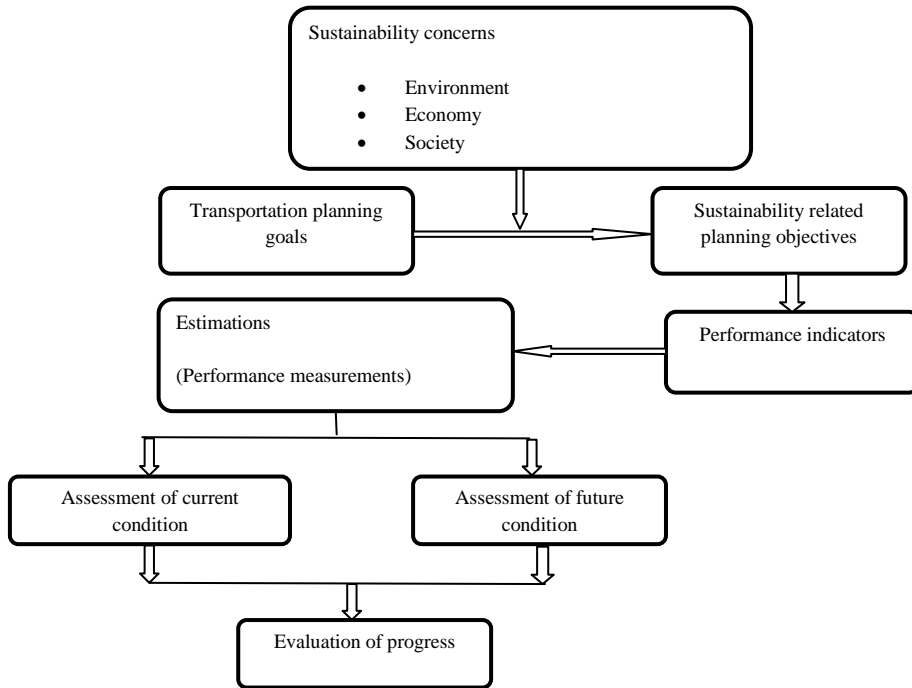 Sustainability concerns
• Environment
• Economy
• Society
Transportation planning
goals
Sustainability related
planning objectives
Estimations
(Performance measurements)
Performance indicators
Assessment of current
condition
Assessment of future
condition
Evaluation of progress